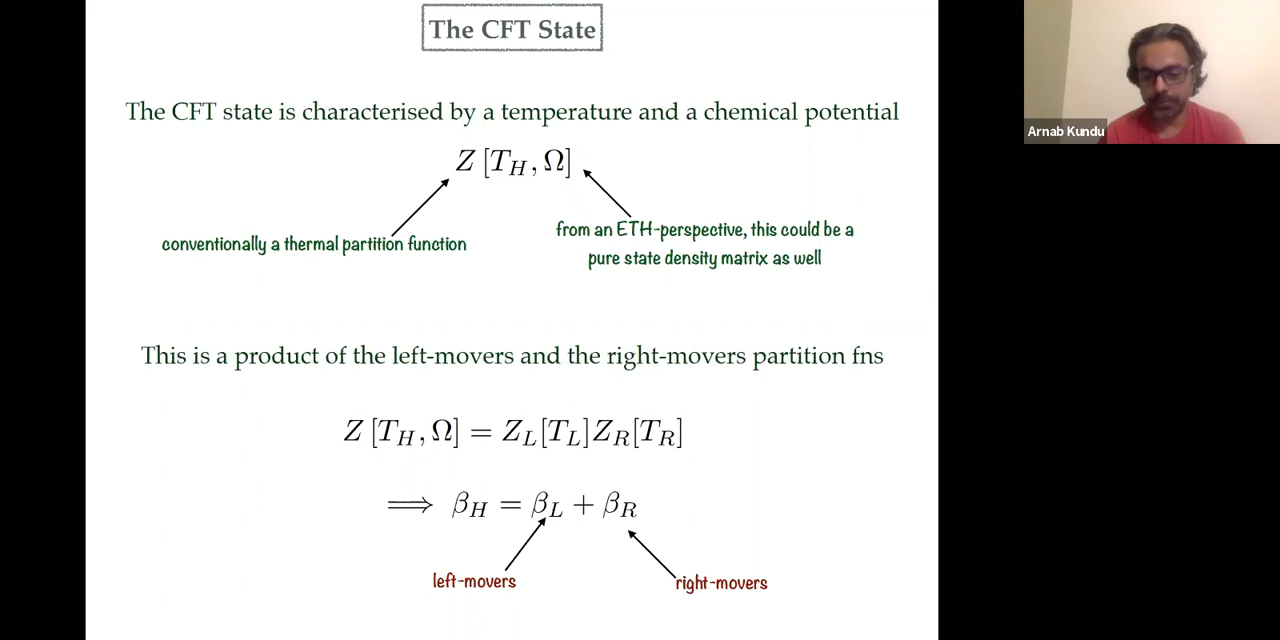 The CFT State
Arnab Kundu
The CFT state is characterised by a temperature and a chemical potential
Z [T_H, Ω]
conventionally a thermal partition function
from an ETH-perspective, this could be a
pure state density matrix as well
This is a product of the left-movers and the right-movers partition fns
Z [T_H, Ω] = Z_L[T_L]Z_R[T_R]
⟹ β_H = β_L + β_R
left-movers
right-movers